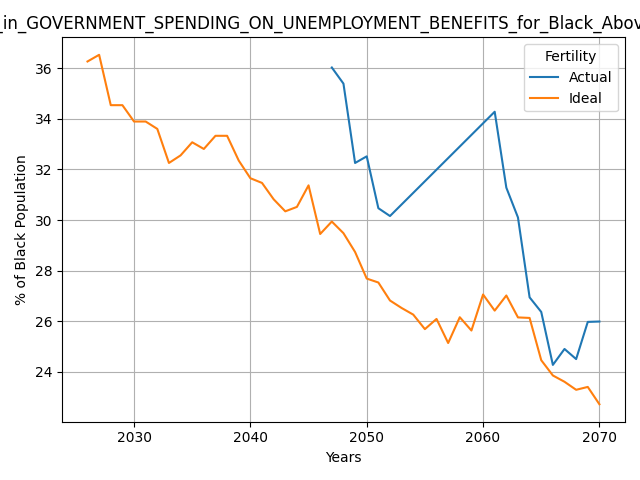 _in_GOVERNMENT_SPENDING_ON_UNEMPLOYMENT_BENEFITS_for_Black_Abov
Fertility
Actual
Ideal
% of Black Population
36
34
32
30
28
26
24
2030
2040
2050
2060
2070
Years